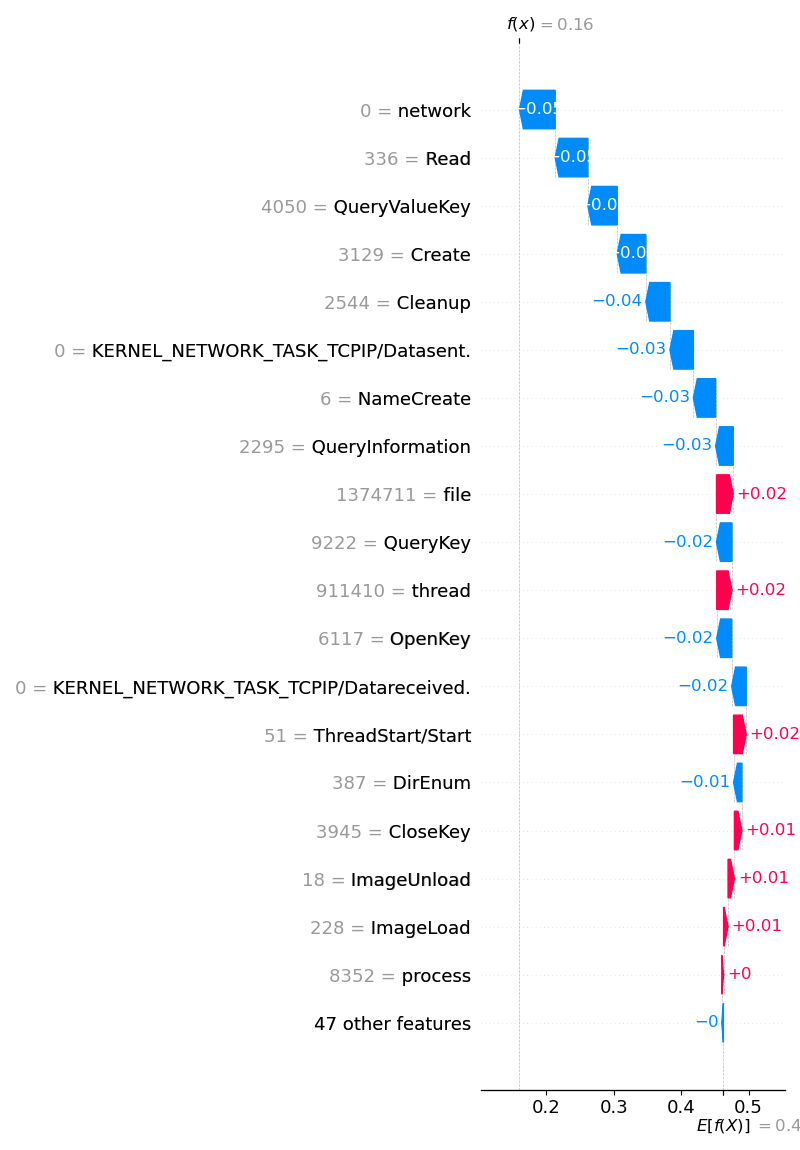 f(x) = 0.16
0 = network −0.05
336 = Read −0.05
4050 = QueryValueKey −0.0
3129 = Create −0.0
2544 = Cleanup −0.04
0 = KERNEL_NETWORK_TASK_TCPIP/Datasent. −0.03
6 = NameCreate −0.03
2295 = QueryInformation −0.03
1374711 = file +0.02
9222 = QueryKey −0.02
911410 = thread +0.02
6117 = OpenKey −0.02
0 = KERNEL_NETWORK_TASK_TCPIP/Datareceived. −0.02
51 = ThreadStart/Start +0.02
387 = DirEnum −0.01
3945 = CloseKey +0.01
18 = ImageUnload +0.01
228 = ImageLoad +0.01
8352 = process +0
47 other features −0
0.2 0.3 0.4 0.5
E[f(X)] = 0.4